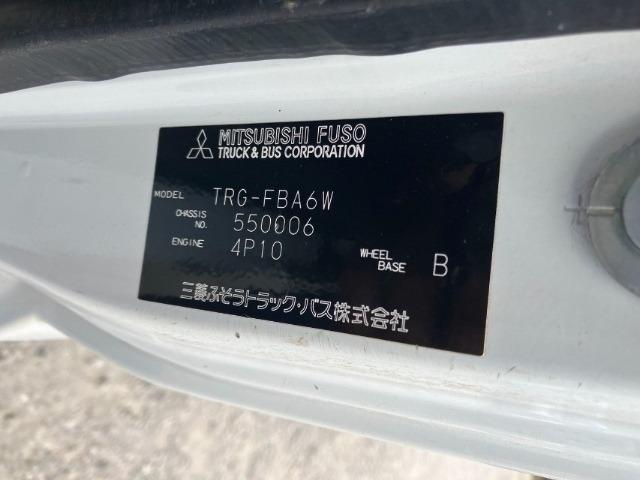 MITSUBISHI FUSO
TRUCK & BUS CORPORATION
MODEL TRG-FBA6W
CHASSIS NO. 550006
ENGINE 4P10
WHEEL BASE B
三菱ふそうトラック・バス株式会社